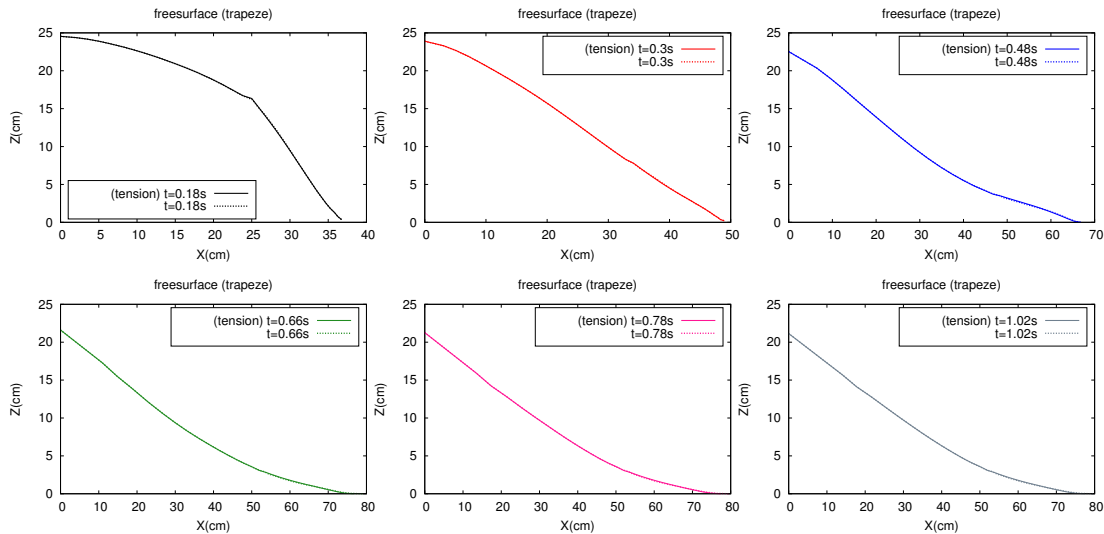 freesurface (trapeze)
25
20
15
10
5
0
Z(cm)
(tension) t=0.18s
t=0.18s
0 5 10 15 20 25 30 35 40
X(cm)
freesurface (trapeze)
25
20
15
10
5
0
Z(cm)
(tension) t=0.3s
t=0.3s
0 10 20 30 40 50
X(cm)
freesurface (trapeze)
25
20
15
10
5
0
Z(cm)
(tension) t=0.48s
t=0.48s
0 10 20 30 40 50 60 70
X(cm)
freesurface (trapeze)
25
20
15
10
5
0
Z(cm)
(tension) t=0.66s
t=0.66s
0 10 20 30 40 50 60 70 80
X(cm)
freesurface (trapeze)
25
20
15
10
5
0
Z(cm)
(tension) t=0.78s
t=0.78s
0 10 20 30 40 50 60 70 80
X(cm)
freesurface (trapeze)
25
20
15
10
5
0
Z(cm)
(tension) t=1.02s
t=1.02s
0 10 20 30 40 50 60 70 80
X(cm)